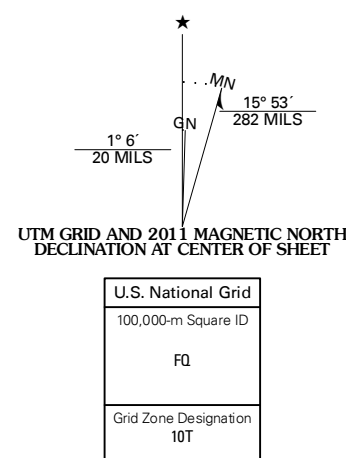 ★
MN
GN
15° 53´
282 MILS
1° 6´
20 MILS
UTM GRID AND 2011 MAGNETIC NORTH
DECLINATION AT CENTER OF SHEET
U.S. National Grid
100,000-m Square ID
FQ
Grid Zone Designation
10T